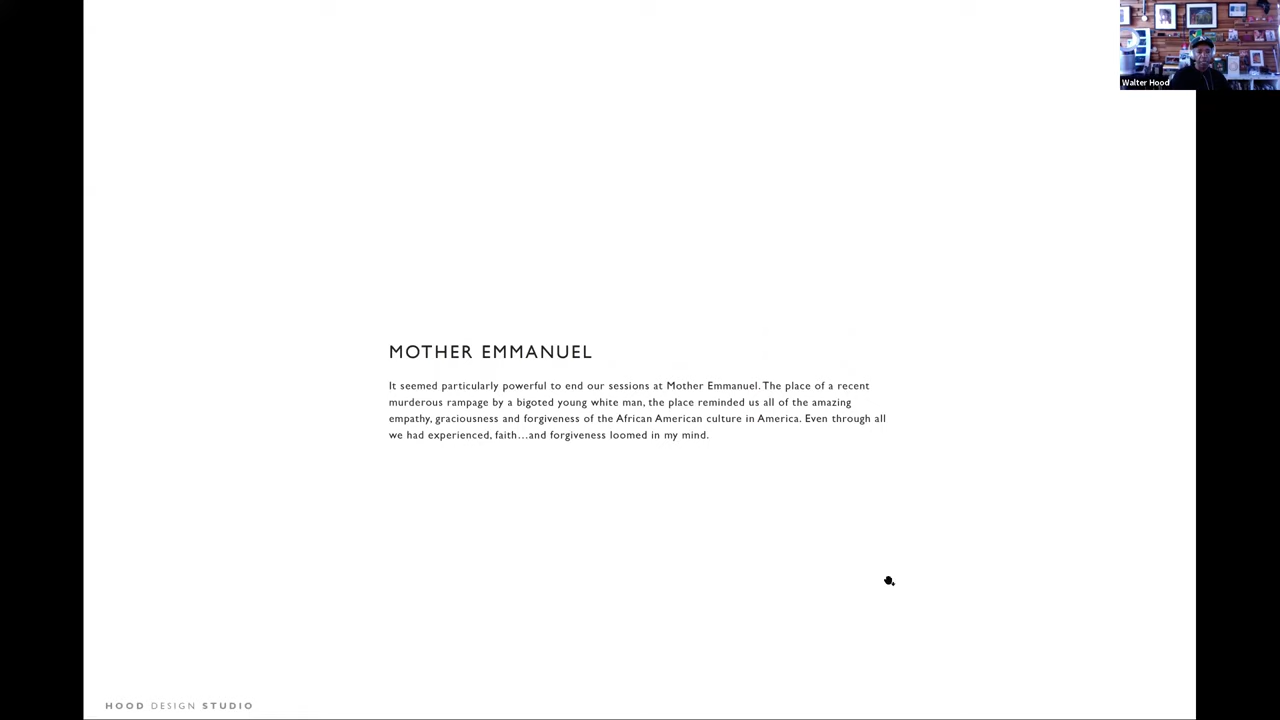 Walter Hood
MOTHER EMMANUEL
It seemed particularly powerful to end our sessions at Mother Emmanuel. The place of a recent
murderous rampage by a bigoted young white man, the place reminded us all of the amazing
empathy, graciousness and forgiveness of the African American culture in America. Even through all
we had experienced, faith...and forgiveness loomed in my mind.
HOOD DESIGN STUDIO